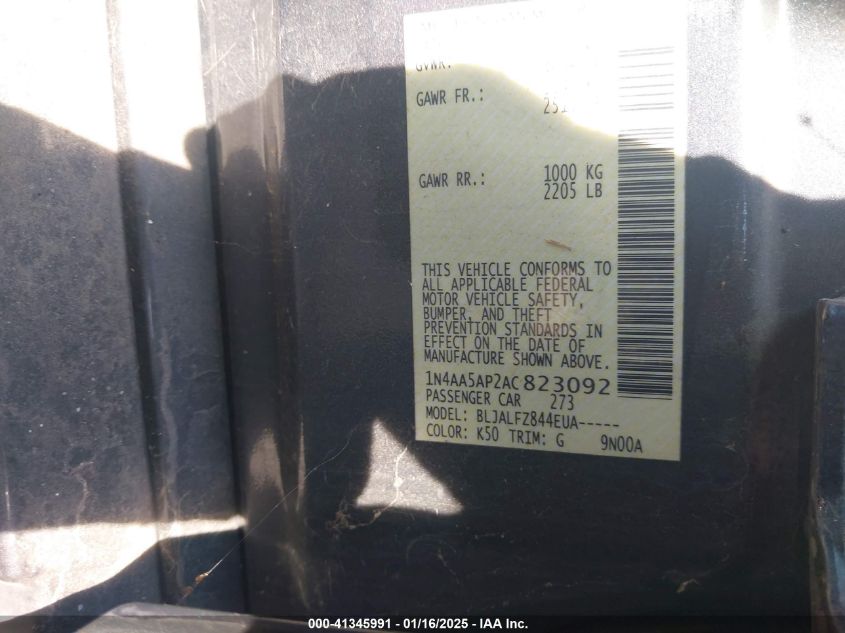 GVWR:
GAWR FR.:
GAWR RR.: 1000 KG
2205 LB
THIS VEHICLE CONFORMS TO
ALL APPLICABLE FEDERAL
MOTOR VEHICLE SAFETY,
BUMPER, AND THEFT
PREVENTION STANDARDS IN
EFFECT ON THE DATE OF
MANUFACTURE SHOWN ABOVE.
1N4AA5AP2AC823092
PASSENGER CAR 273
MODEL: BLJALFZ844EUA-----
COLOR: K50 TRIM: G 9N00A
000-41345991 - 01/16/2025 - IAA Inc.